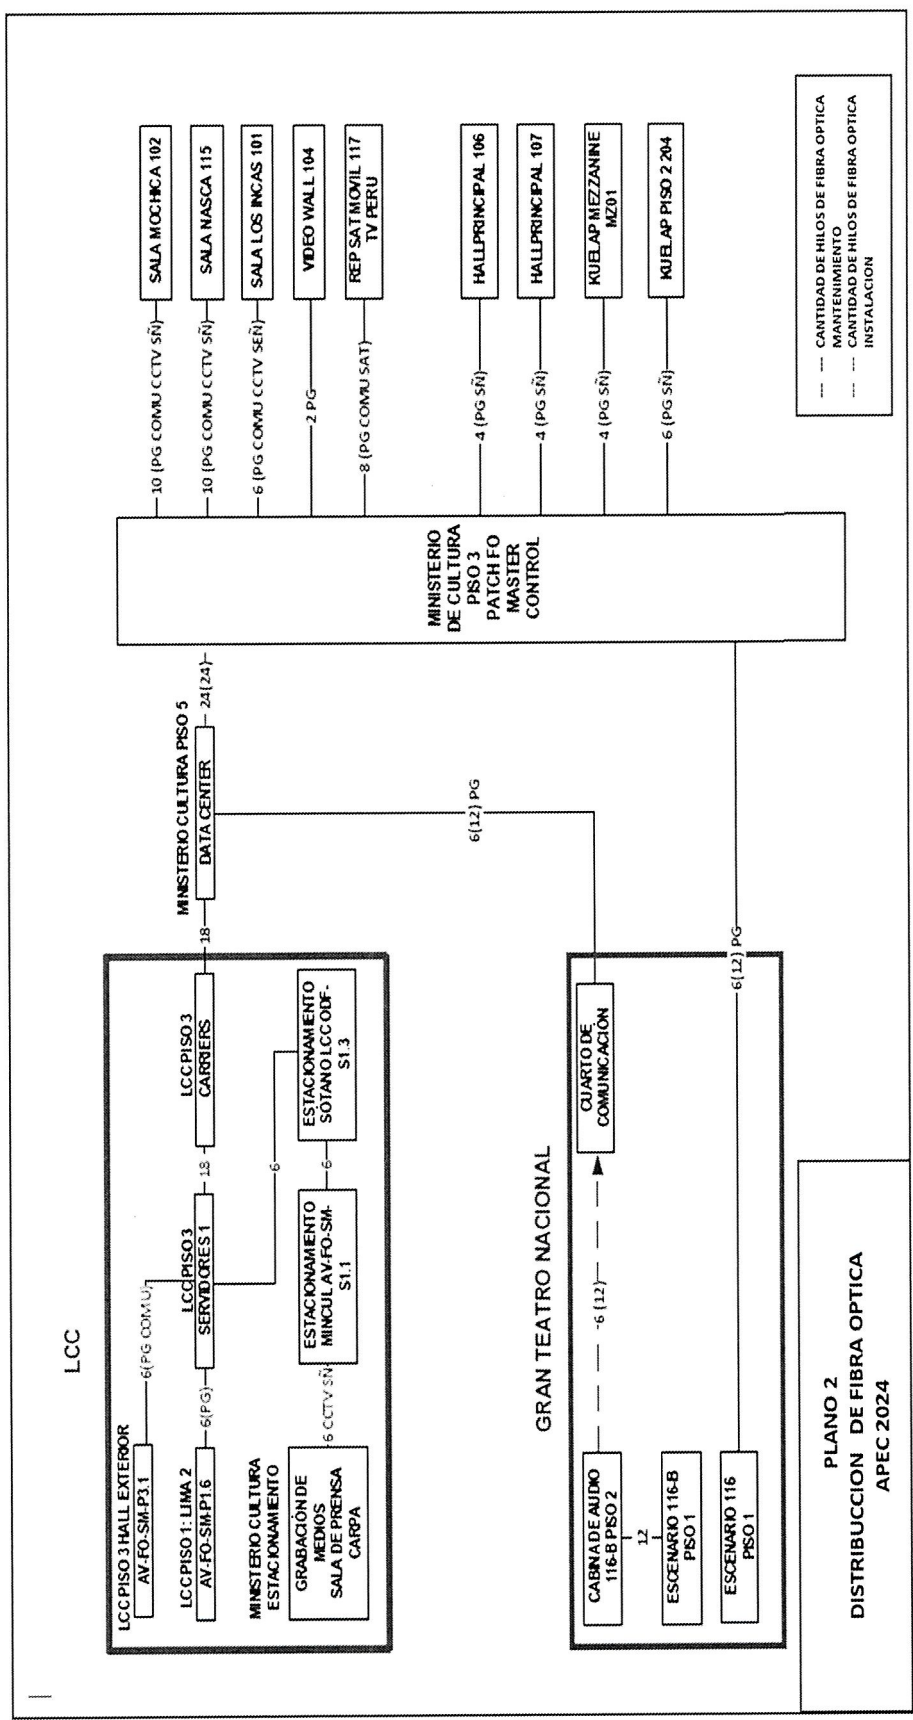 LCC
LCC PISO 3 HALL EXTERIOR
AV-FO-SM-P3.1
6(PG COMU)
LCC PISO 1: LIMA 2
AV-FO-SM-P1.6
6(PG)
LCC PISO 3
SERVIDORES 1
18
LCC PISO 3
CARRIERS
18
MINISTERIO CULTURA PISO 5
DATA CENTER
24(24)
MINISTERIO CULTURA
ESTACIONAMIENTO
GRABACIÓN DE
MEDIOS
SALA DE PRENSA
CARPA
6 CCTV SÑ
ESTACIONAMIENTO
MINCUL AV-FO-SM-
S1.1
6
6
ESTACIONAMIENTO
SÓTANO LCC ODF-
S1.3
6(12) PG
MINISTERIO
DE CULTURA
PISO 3
PATCH FO
MASTER
CONTROL
10 (PG COMU CCTV SÑ)
SALA MOCHICA 102
10 (PG COMU CCTV SÑ)
SALA NASCA 115
6 (PG COMU CCTV SEÑ)
SALA LOS INCAS 101
2 PG
VIDEO WALL 104
8 (PG COMU SAT)
REP SAT MOVIL 117
TV PERU
4 (PG SÑ)
HALL PRINCIPAL 106
4 (PG SÑ)
HALL PRINCIPAL 107
4 (PG SÑ)
KUELAP MEZZANINE
MZ01
6 (PG SÑ)
KUELAP PISO 2 204
GRAN TEATRO NACIONAL
CABINA DE AUDIO
116-B PISO 2
6 (12)
CUARTO DE
COMUNICACIÓN
12
ESCENARIO 116-B
PISO 1
ESCENARIO 116
PISO 1
6(12) PG
PLANO 2
DISTRIBUCCION DE FIBRA OPTICA
APEC 2024
--- --- CANTIDAD DE HILOS DE FIBRA OPTICA
MANTENIMIENTO
--- --- CANTIDAD DE HILOS DE FIBRA OPTICA
INSTALACION